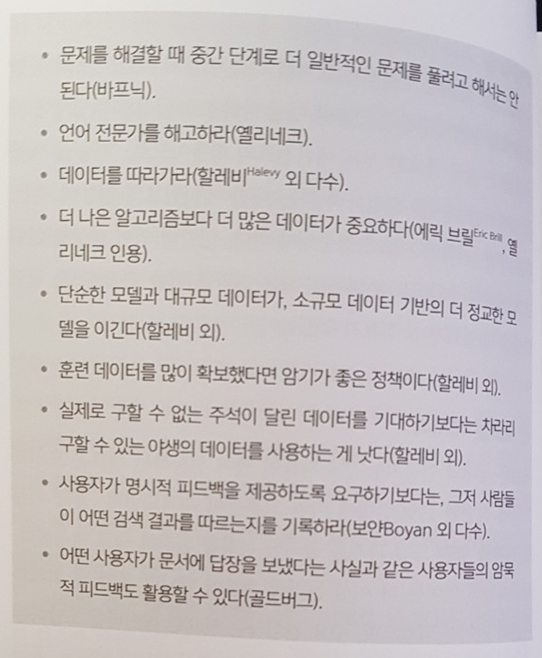 • 문제를 해결할 때 중간 단계로 더 일반적인 문제를 풀려고 해서는 안
된다(바프닉).
• 언어 전문가를 해고하라(옐리네크).
• 데이터를 따라가라(할레비Halevy 외 다수).
• 더 나은 알고리즘보다 더 많은 데이터가 중요하다(에릭 브릴Eric Brill, 옐
리네크 인용).
• 단순한 모델과 대규모 데이터가, 소규모 데이터 기반의 더 정교한 모
델을 이긴다(할레비 외).
• 훈련 데이터를 많이 확보했다면 암기가 좋은 정책이다(할레비 외).
• 실제로 구할 수 없는 주석이 달린 데이터를 기대하기보다는 차라리
구할 수 있는 야생의 데이터를 사용하는 게 낫다(할레비 외).
• 사용자가 명시적 피드백을 제공하도록 요구하기보다는, 그저 사람들
이 어떤 검색 결과를 따르는지를 기록하라(보얀Boyan 외 다수).
• 어떤 사용자가 문서에 답장을 보냈다는 사실과 같은 사용자들의 암묵
적 피드백도 활용할 수 있다(골드버그).